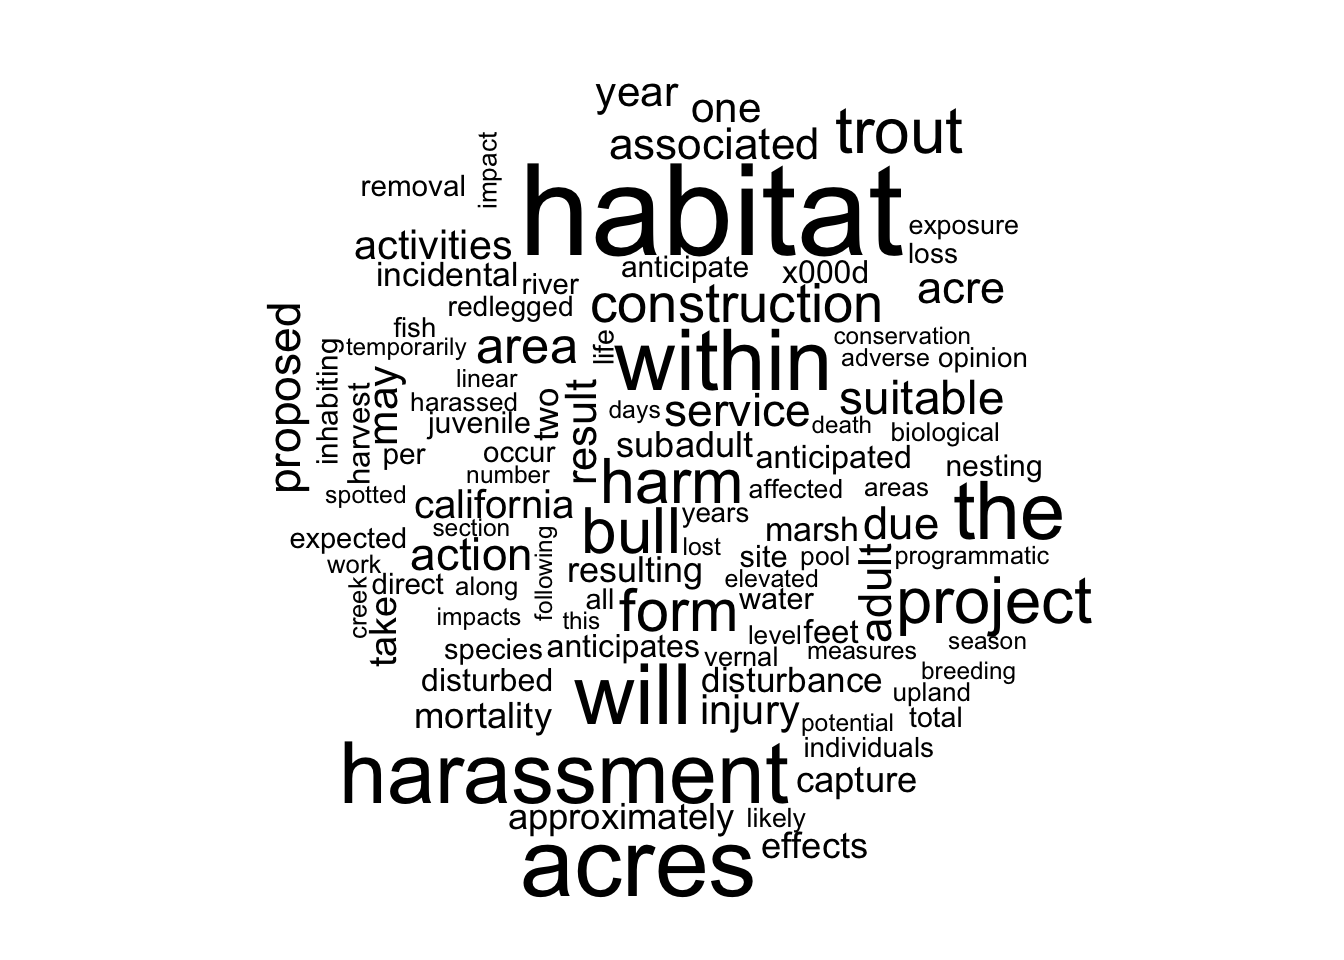 year
one
associated
trout
removal
impact
habitat
exposure
loss
activities
incidental
river
anticipate
x000d
acre
redlegged
construction
proposed
fish
temporarily
area
life
within
conservation
adverse
opinion
inhabiting
linear
harassed
harvest
may
juvenile
two
result
days
service
suitable
death
biological
per
occur
number
subadult
anticipated
nesting
spotted
california
harm
affected
areas
the
expected
section
action
following
bull
years
lost
marsh
due
site
pool
adult
programmatic
work
creek
direct
along
resulting
elevated
take
impacts
this
all
form
water
project
level
feet
measures
season
species
anticipates
vernal
breeding
disturbed
will
disturbance
upland
mortality
injury
potential
total
harassment
individuals
capture
approximately
likely
acres
effects